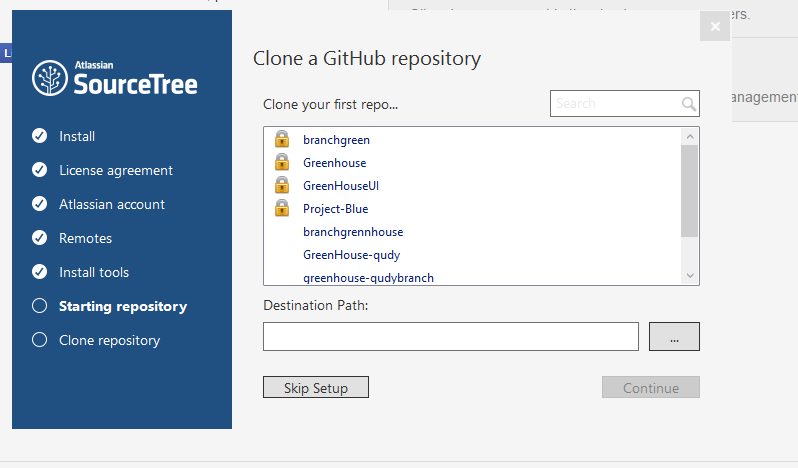 ers.
L
anagement
Atlassian
SourceTree
Install
License agreement
Atlassian account
Remotes
Install tools
Starting repository
Clone repository
Clone a GitHub repository
Clone your first repo...
Search
branchgreen
Greenhouse
GreenHouseUI
Project-Blue
branchgrennhouse
GreenHouse-qudy
greenhouse-qudybranch
Destination Path:
...
Skip Setup
Continue